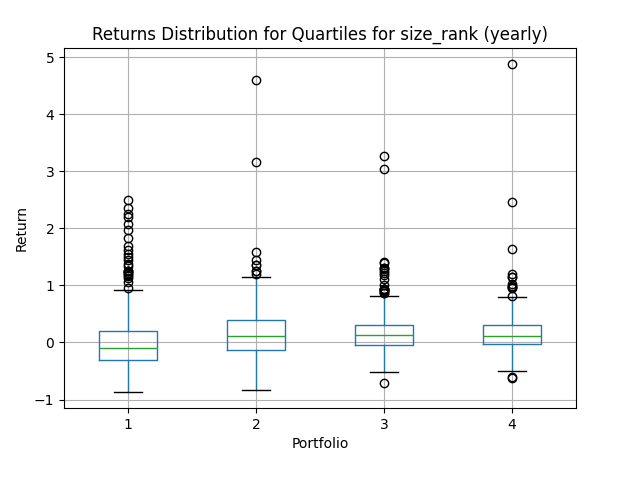 Returns Distribution for Quartiles for size_rank (yearly)
5
4
3
2
1
0
−1
Return
1 2 3 4
Portfolio